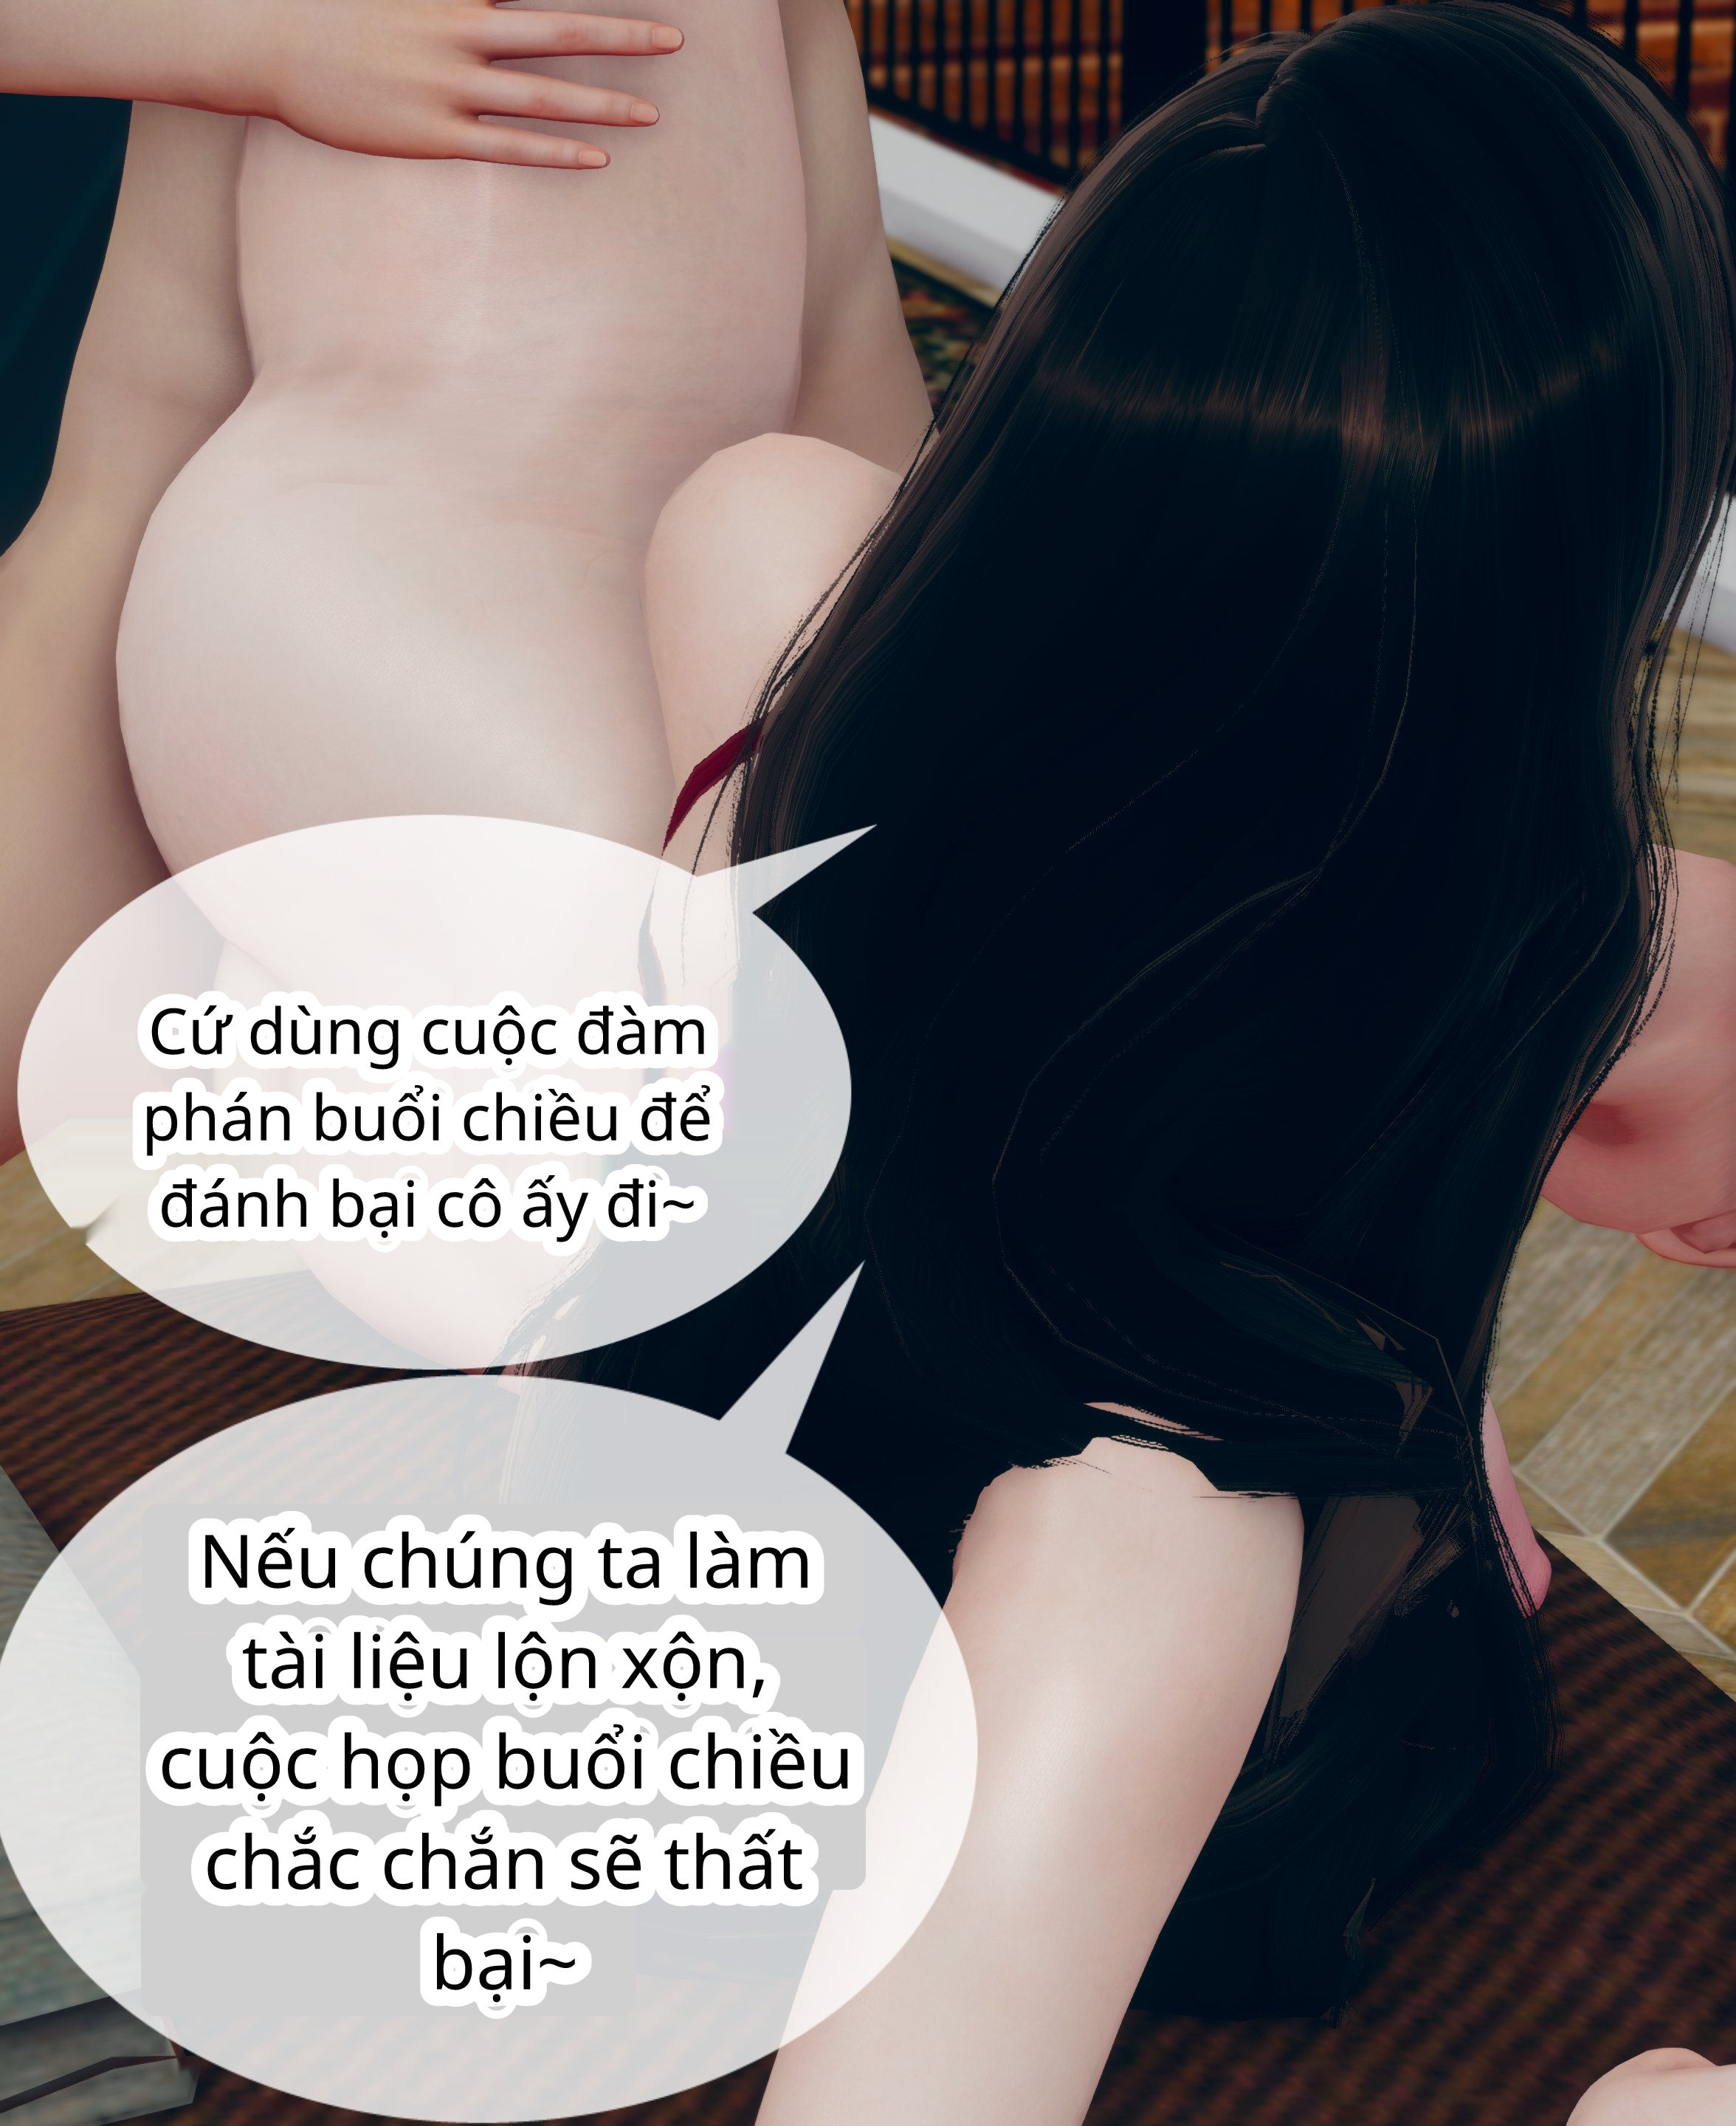 Cứ dùng cuộc đàm
phán buổi chiều để
đánh bại cô ấy đi~
Nếu chúng ta làm
tài liệu lộn xộn,
cuộc họp buổi chiều
chắc chắn sẽ thất
bại~